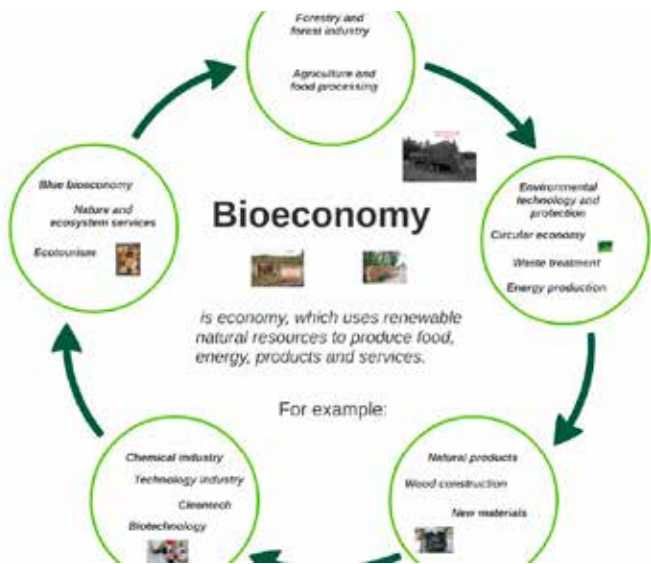 Forestry and
forest industry
Agriculture and
food processing
Blue bioeconomy
Nature and
ecosystem services
Ecotourism
Bioeconomy
is economy, which uses renewable
natural resources to produce food,
energy, products and services.
For example:
Environmental
technology and
protection
Circular economy
Waste treatment
Energy production
Chemical industry
Technology industry
Cleantech
Biotechnology
Natural products
Wood construction
New materials